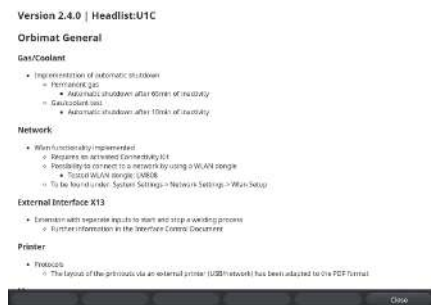 Version 2.4.0 | Headlist:U1C
Orbimat General
Gas/Coolant
Implementation of automatic shutdown
Permanent gas
Automatic shutdown after 60min of inactivity
Gas/coolant test
Automatic shutdown after 10min of inactivity
Network
Wlan functionality implemented
Requires an activated Connectivity Kit
Possibility to connect to a network by using a WLAN dongle
Tested WLAN dongle: LM808
To be found under: System Settings -> Network Settings -> Wlan Setup
External Interface X13
Extension with separate inputs to start and stop a welding process
Further information in the Interface Control Document
Printer
Protocols
The layout of the printouts via an external printer (USB/network) has been adapted to the PDF format
Close